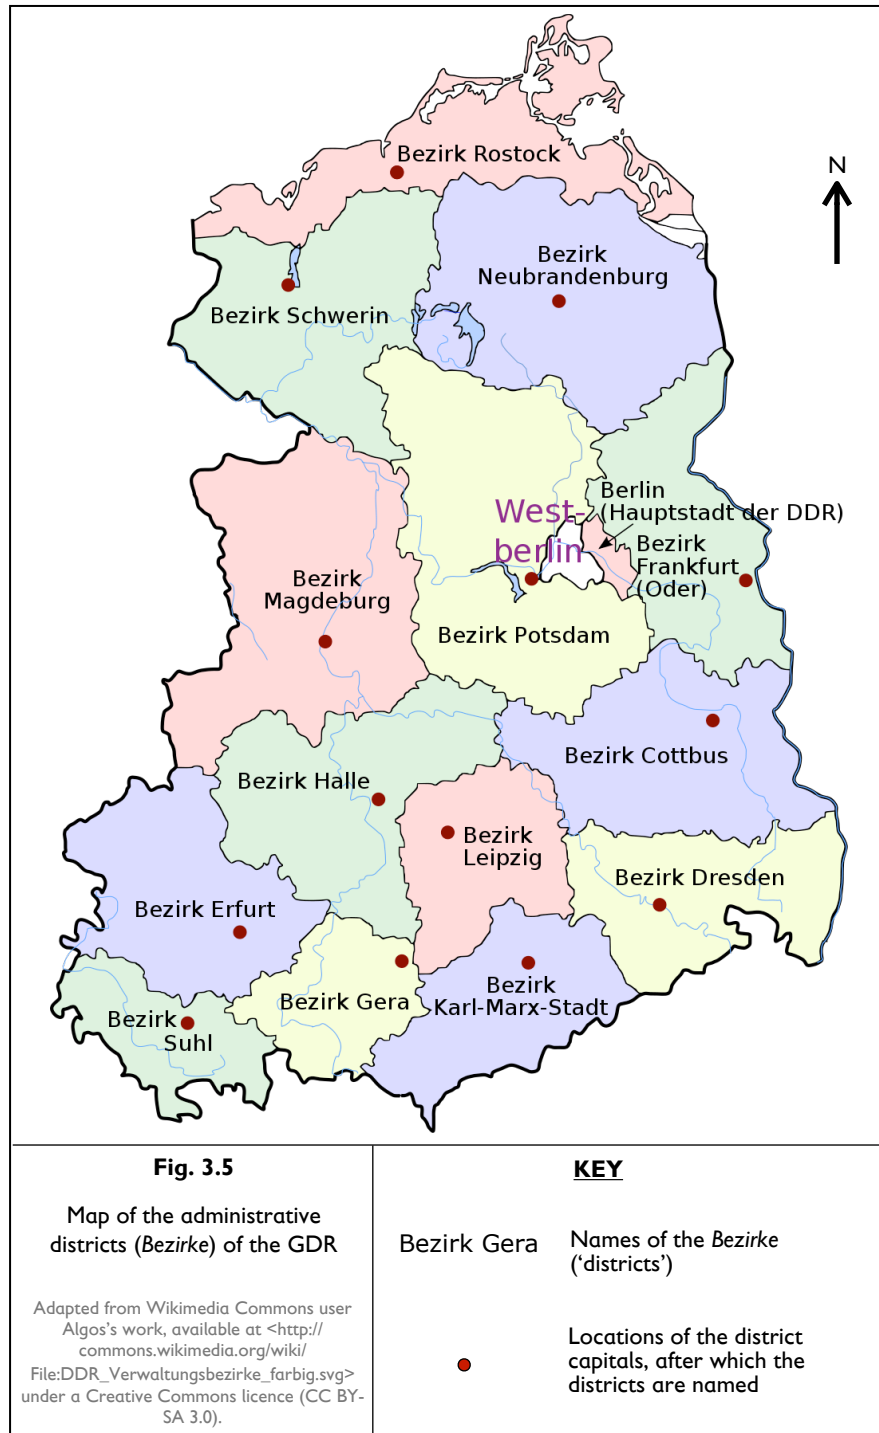 Bezirk Rostock
N
Bezirk
Neubrandenburg
Bezirk Schwerin
Berlin
(Hauptstadt der DDR)
West-
berlin
Bezirk
Frankfurt
(Oder)
Bezirk
Magdeburg
Bezirk Potsdam
Bezirk Cottbus
Bezirk Halle
Bezirk
Leipzig
Bezirk Dresden
Bezirk Erfurt
Bezirk
Karl-Marx-Stadt
Bezirk Gera
Bezirk
Suhl
Fig. 3.5
Map of the administrative
districts (Bezirke) of the GDR
Adapted from Wikimedia Commons user
Algos's work, available at <http://
commons.wikimedia.org/wiki/
File:DDR_Verwaltungsbezirke_farbig.svg>
under a Creative Commons licence (CC BY-
SA 3.0).
KEY
Bezirk Gera
Names of the Bezirke
('districts')
Locations of the district
capitals, after which the
districts are named